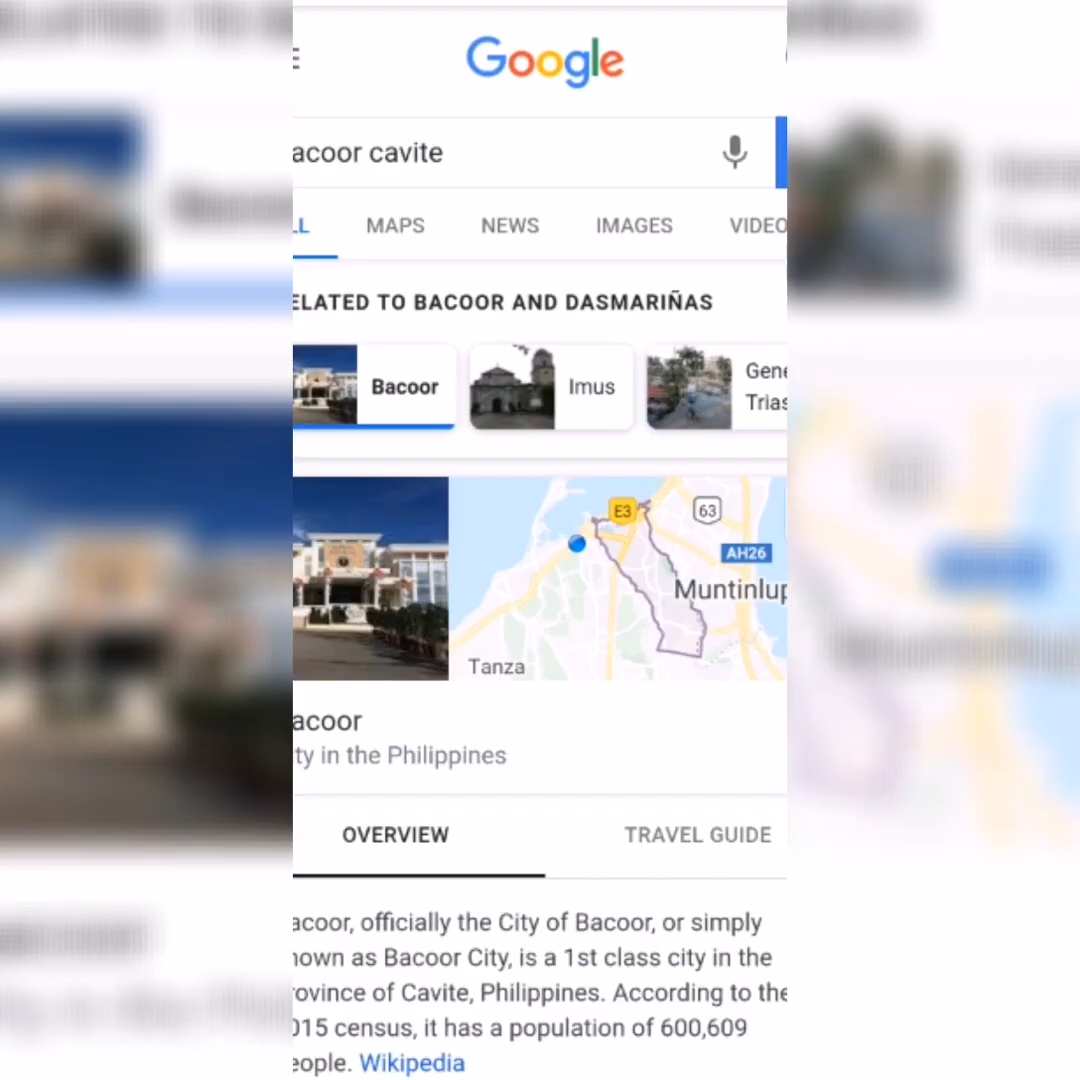 Google
acoor cavite
LL MAPS NEWS IMAGES VIDEO
ELATED TO BACOOR AND DASMARIÑAS
Bacoor
Imus
Gene
Trias
E3
63
AH26
Muntinlup
Tanza
acoor
ty in the Philippines
OVERVIEW TRAVEL GUIDE
acoor, officially the City of Bacoor, or simply
nown as Bacoor City, is a 1st class city in the
rovince of Cavite, Philippines. According to the
015 census, it has a population of 600,609
eople. Wikipedia